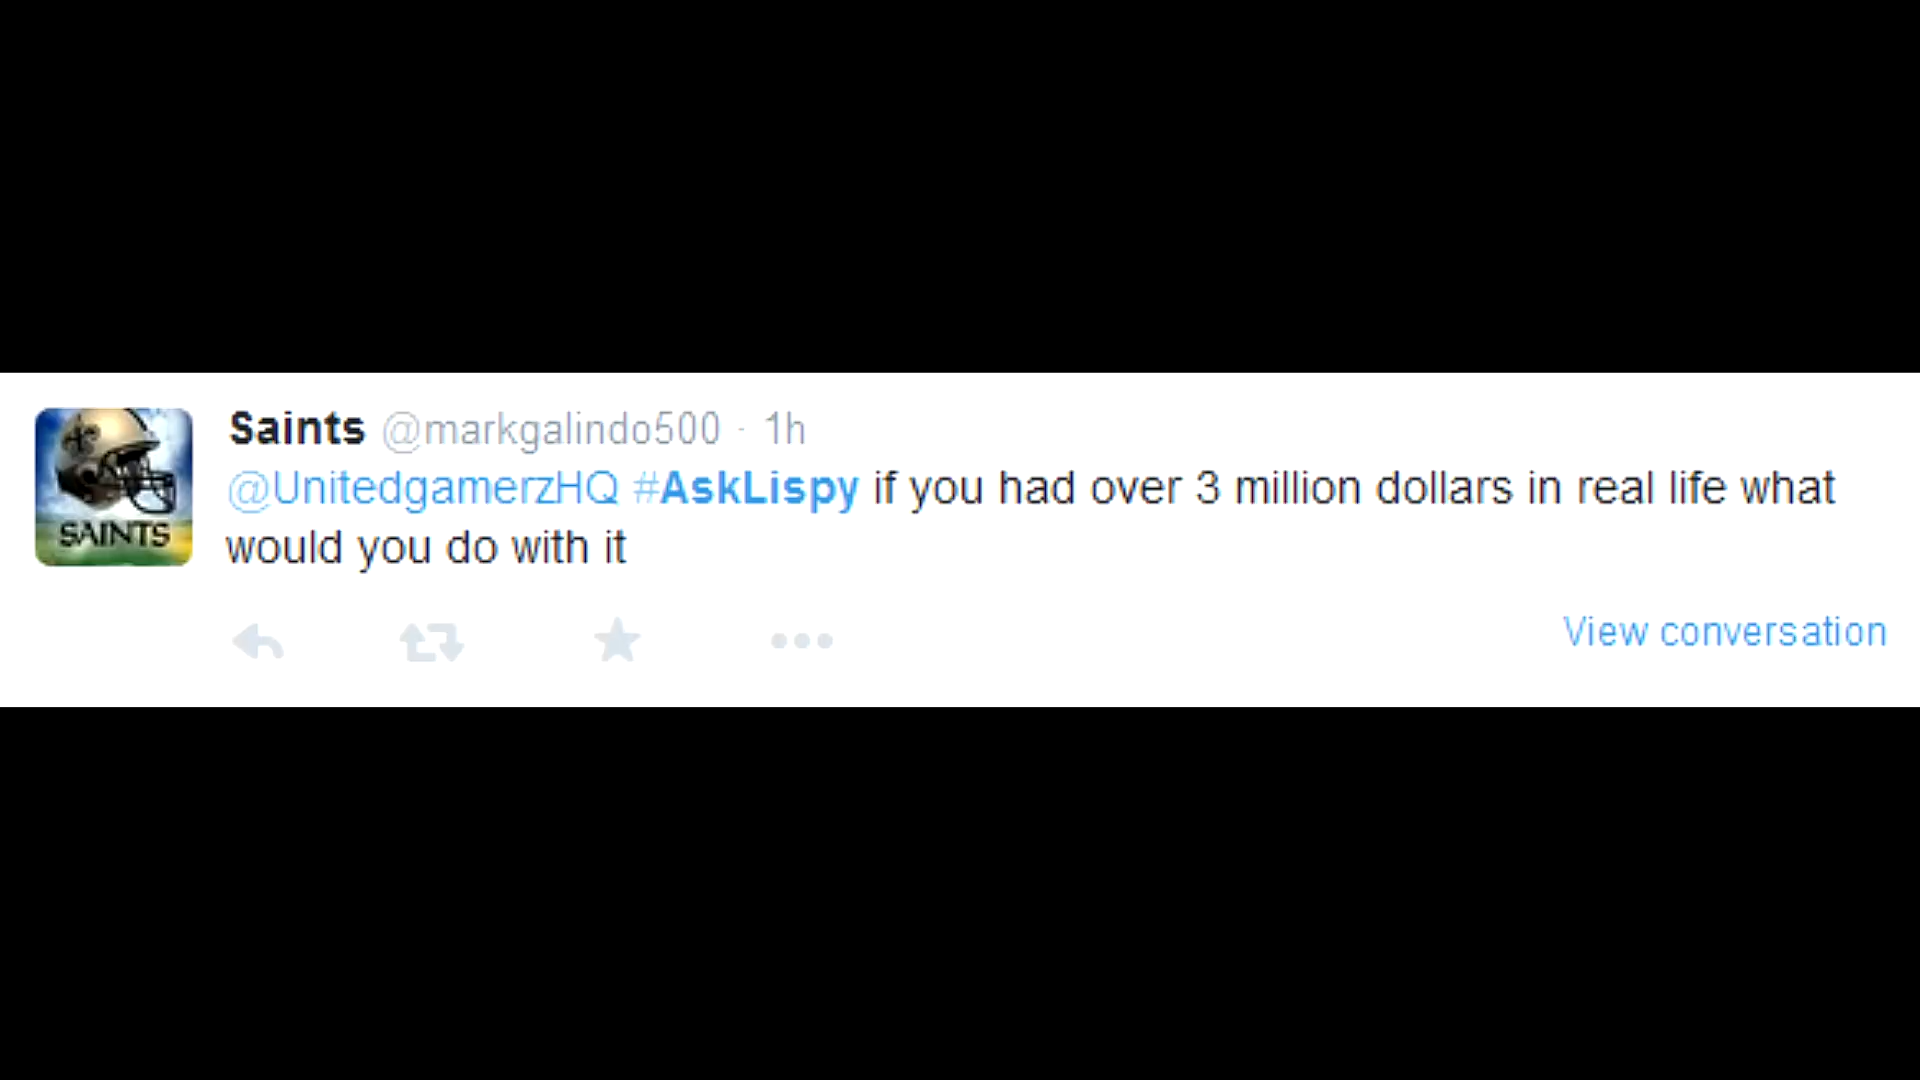 Saints @markgalindo500 · 1h
@UnitedgamerzHQ #AskLispy if you had over 3 million dollars in real life what
would you do with it
SAINTS
View conversation